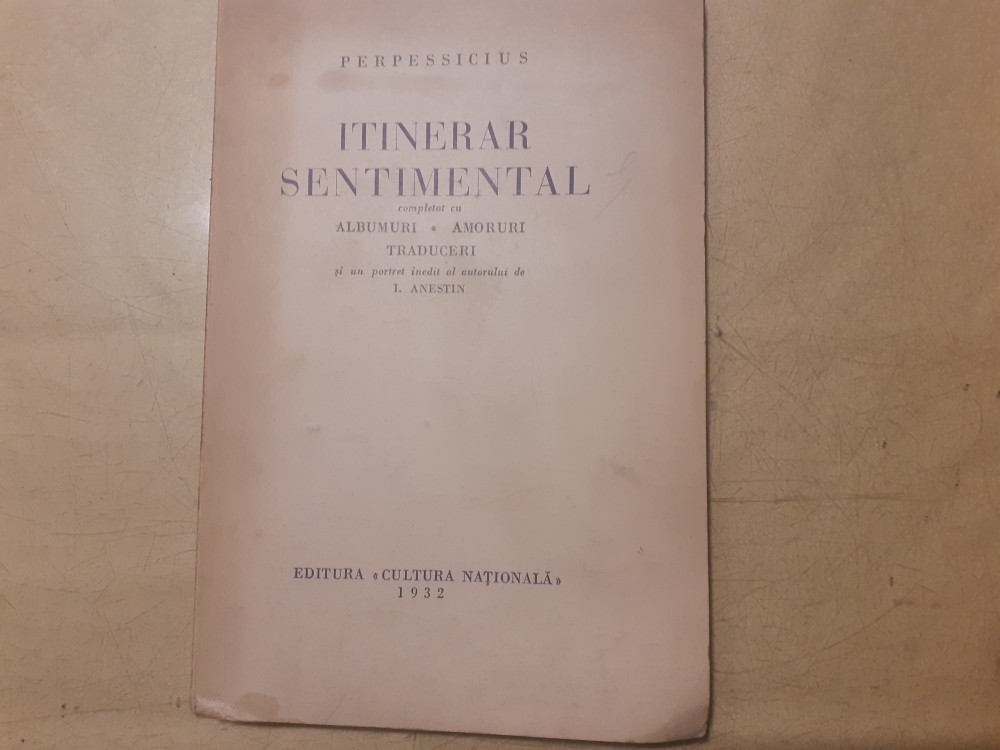 PERPESSICIUS
ITINERAR
SENTIMENTAL
completat cu
ALBUMURI • AMORURI
TRADUCERI
și un portret inedit al autorului de
I. ANESTIN
EDITURA «CULTURA NAȚIONALĂ»
1932